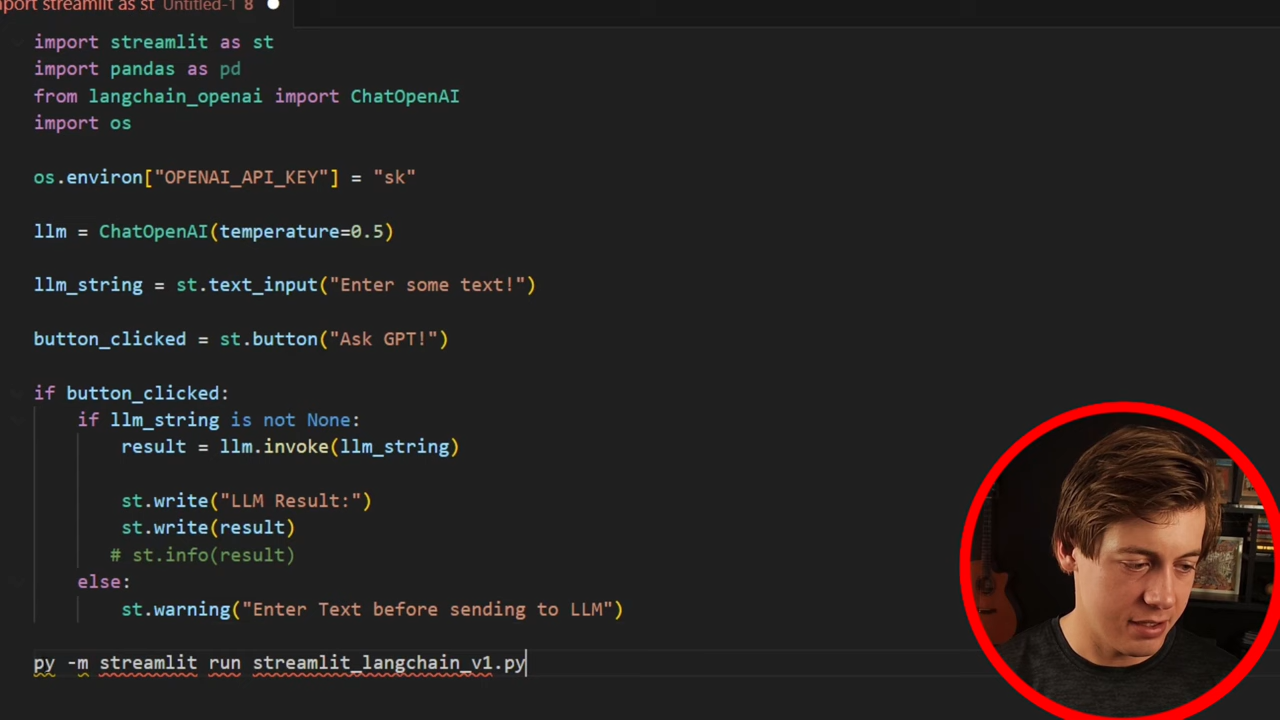 port streamlit as st Untitled-1 8
import streamlit as st
import pandas as pd
from langchain_openai import ChatOpenAI
import os
os.environ["OPENAI_API_KEY"] = "sk"
llm = ChatOpenAI(temperature=0.5)
llm_string = st.text_input("Enter some text!")
button_clicked = st.button("Ask GPT!")
if button_clicked:
    if llm_string is not None:
        result = llm.invoke(llm_string)
        st.write("LLM Result:")
        st.write(result)
       # st.info(result)
    else:
        st.warning("Enter Text before sending to LLM")
py -m streamlit run streamlit_langchain_v1.py